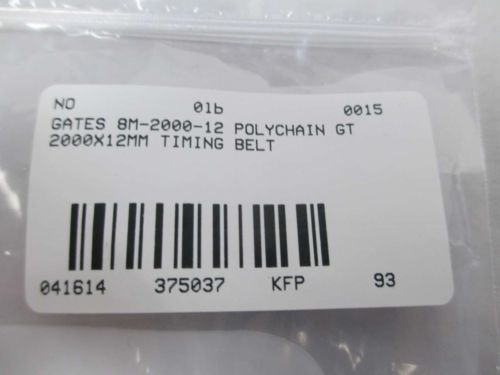 NO 01b 0015
GATES 8M-2000-12 POLYCHAIN GT
2000X12MM TIMING BELT
041614 375037 KFP 93